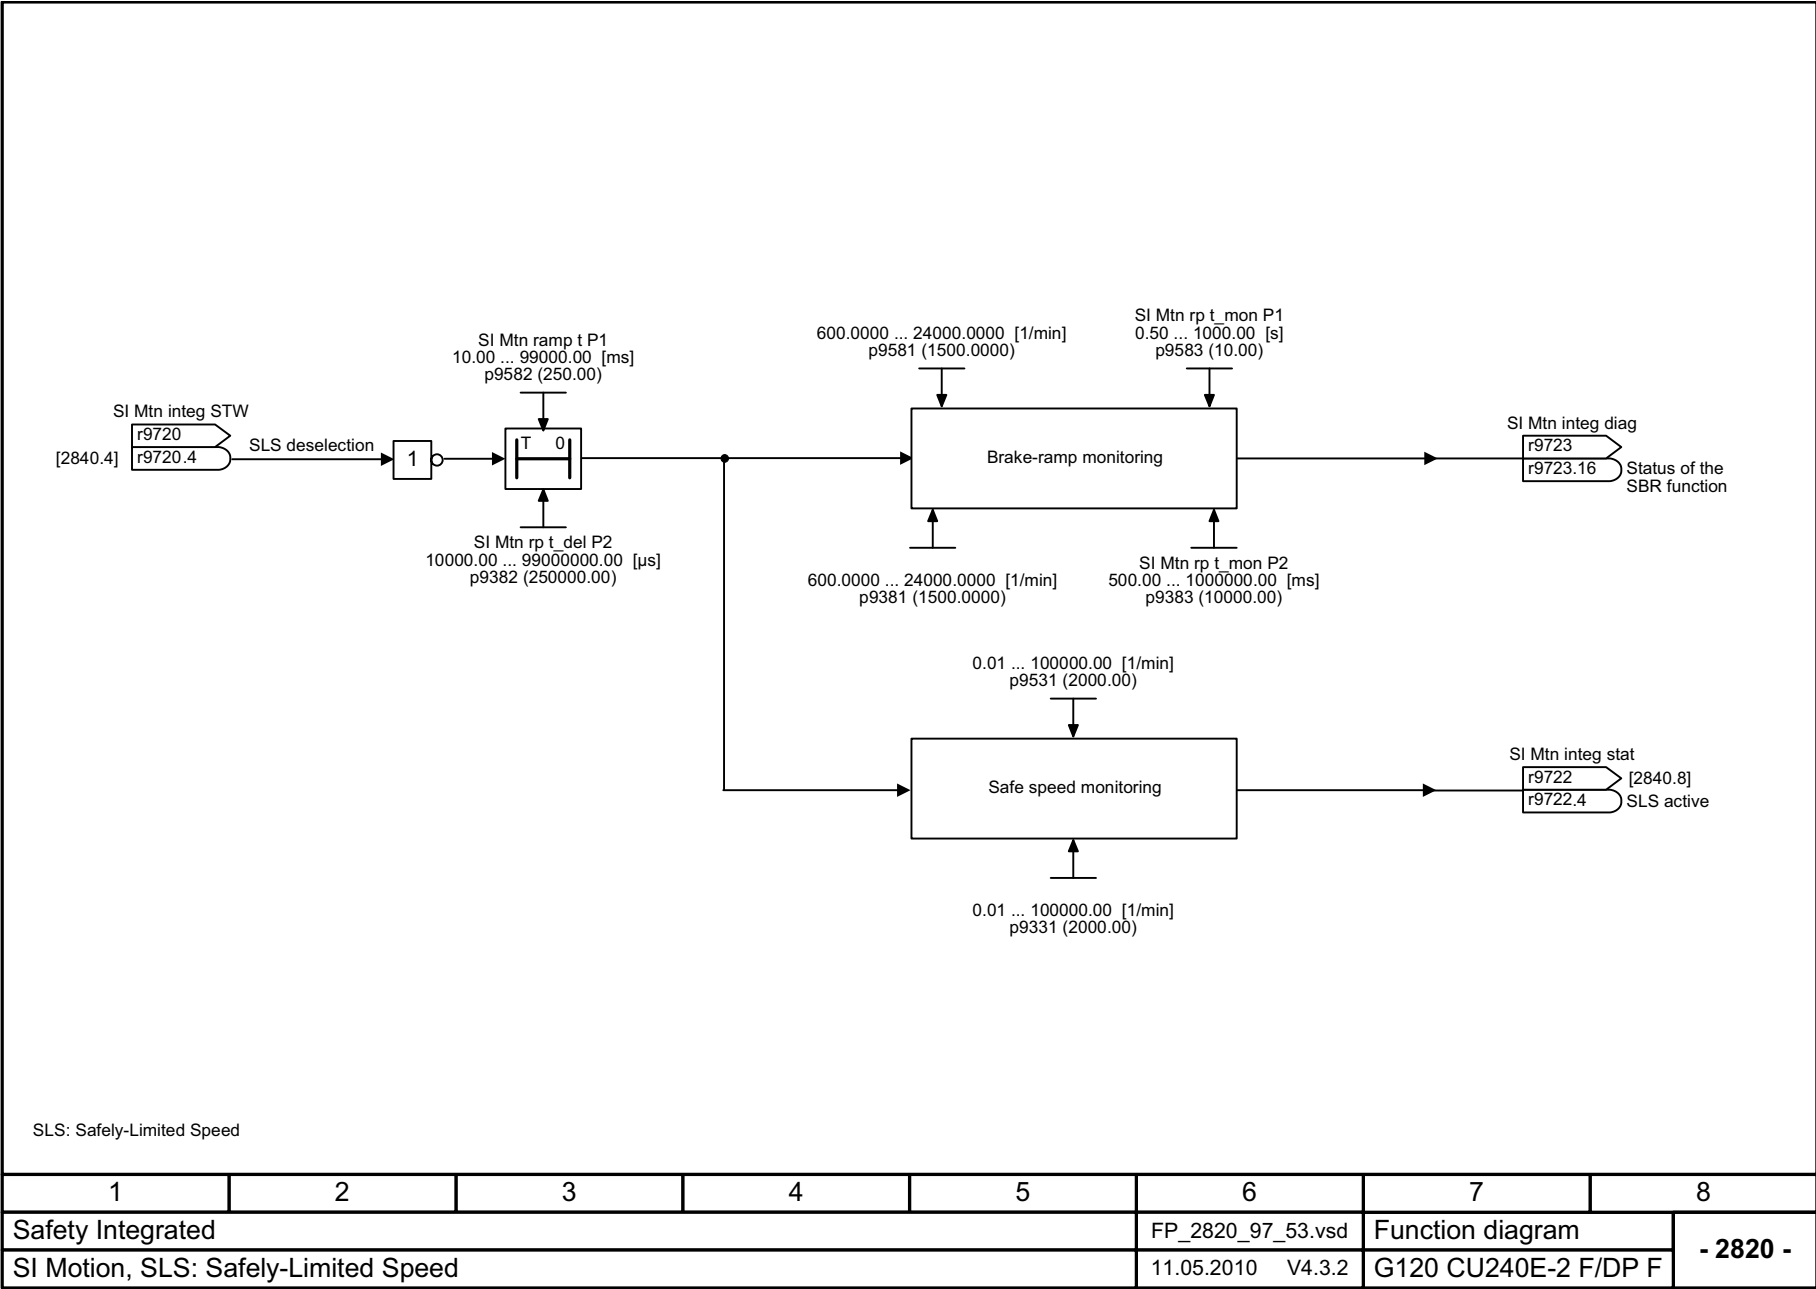 SI Mtn integ STW
r9720
[2840.4]
r9720.4
SLS deselection
1
SI Mtn ramp t P1
10.00 ... 99000.00 [ms]
p9582 (250.00)
T 0
SI Mtn rp t_del P2
10000.00 ... 99000000.00 [µs]
p9382 (250000.00)
600.0000 ... 24000.0000 [1/min]
p9581 (1500.0000)
SI Mtn rp t_mon P1
0.50 ... 1000.00 [s]
p9583 (10.00)
Brake-ramp monitoring
600.0000 ... 24000.0000 [1/min]
p9381 (1500.0000)
SI Mtn rp t_mon P2
500.00 ... 1000000.00 [ms]
p9383 (10000.00)
SI Mtn integ diag
r9723
r9723.16
Status of the
SBR function
0.01 ... 100000.00 [1/min]
p9531 (2000.00)
Safe speed monitoring
0.01 ... 100000.00 [1/min]
p9331 (2000.00)
SI Mtn integ stat
r9722
[2840.8]
r9722.4
SLS active
SLS: Safely-Limited Speed
1 2 3 4 5 6 7 8
Safety Integrated
FP_2820_97_53.vsd
Function diagram
- 2820 -
SI Motion, SLS: Safely-Limited Speed
11.05.2010 V4.3.2
G120 CU240E-2 F/DP F